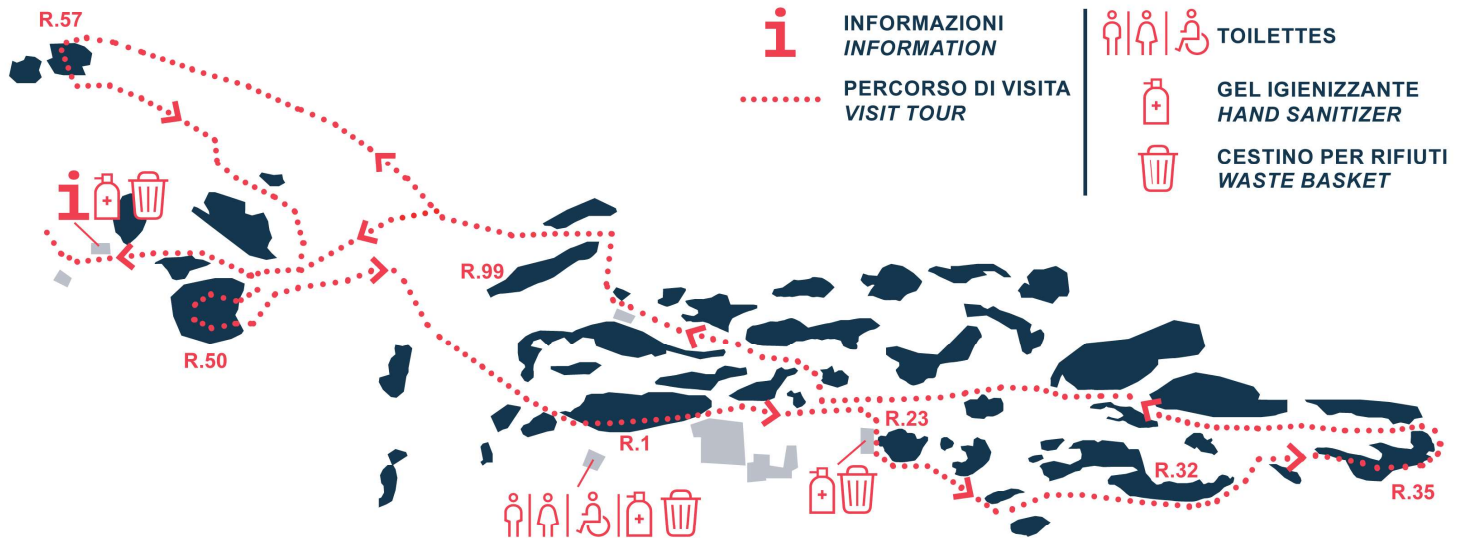 R.57
INFORMAZIONI
INFORMATION
PERCORSO DI VISITA
VISIT TOUR
TOILETTES
GEL IGIENIZZANTE
HAND SANITIZER
CESTINO PER RIFIUTI
WASTE BASKET
R.99
R.50
R.1
R.23
R.32
R.35